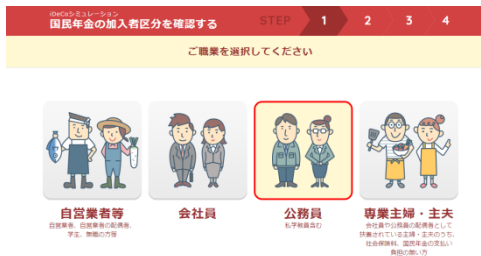 iDeCoシミュレーション
国民年金の加入者区分を確認する
STEP 1 2 3 4
ご職業を選択してください
自営業者等
自営業者、自営業者の配偶者、
学生、無職の方等
会社員
公務員
私学教員含む
専業主婦・主夫
会社員や公務員の配偶者として
扶養されている主婦・主夫のうち、
社会保険料、国民年金の支払い
負担の無い方